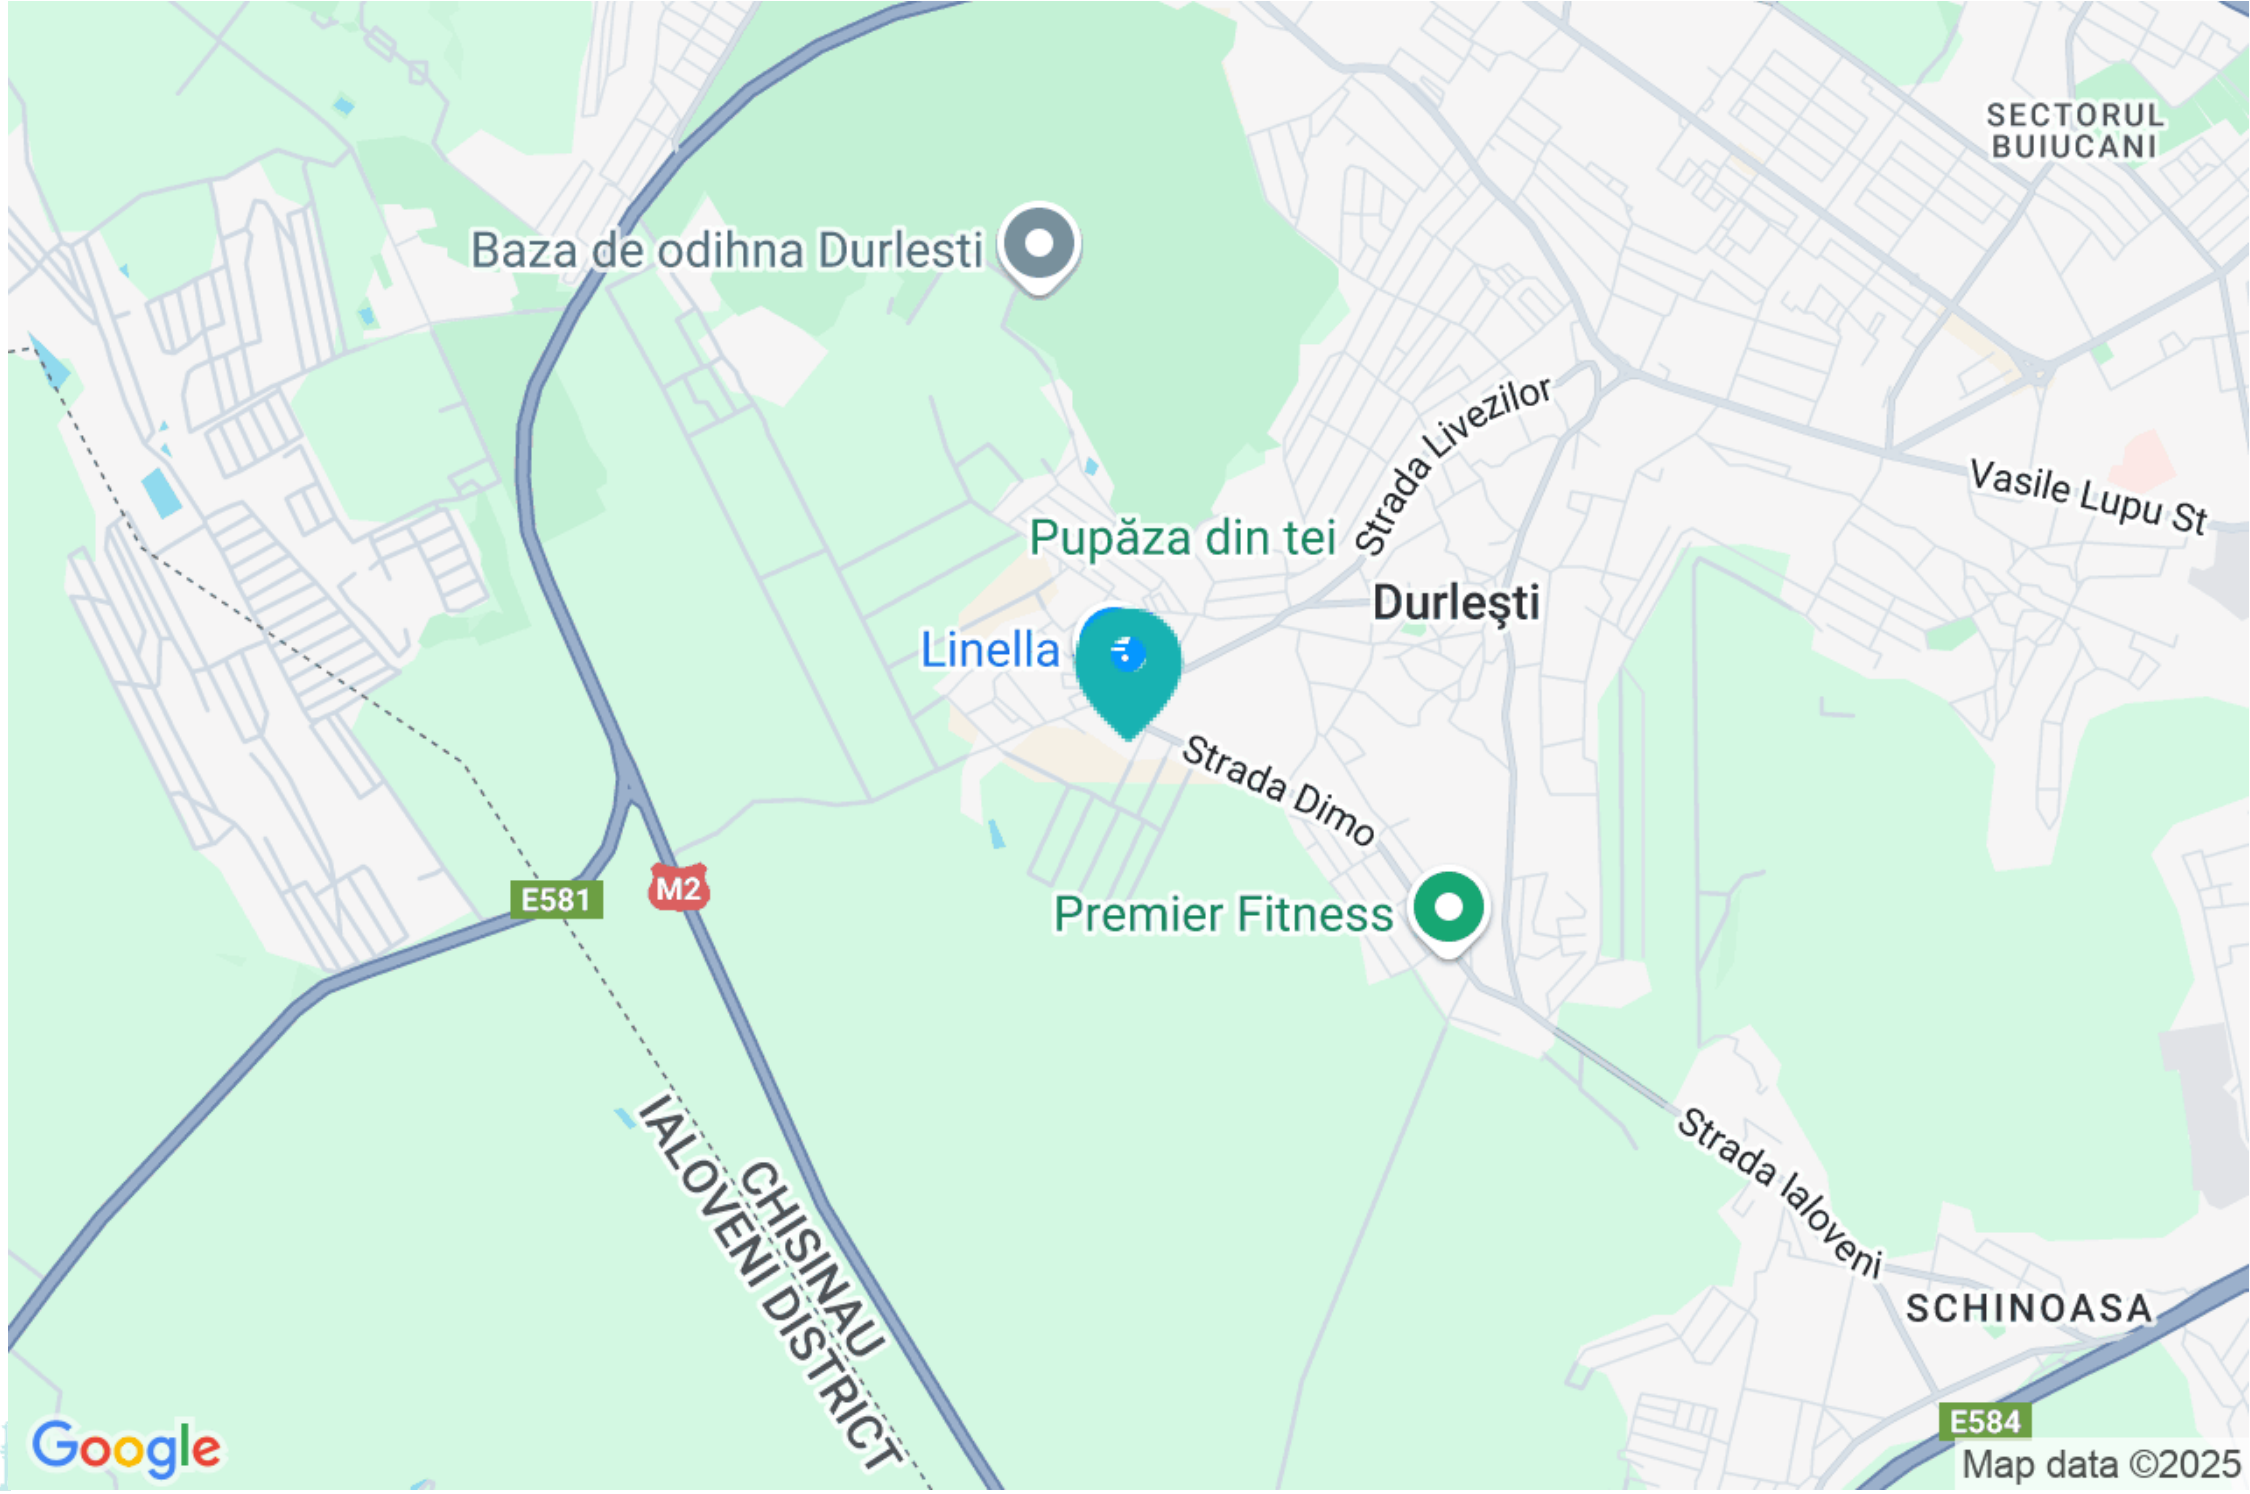 SECTORUL
BUIUCANI
Baza de odihna Durlesti
Strada Livezilor
Vasile Lupu St
Pupăza din tei
Durleşti
Linella
Strada Dimo
E581
M2
Premier Fitness
IALOVENI DISTRICT
CHISINAU
Strada Ialoveni
SCHINOASA
E584
Google
Map data ©2025